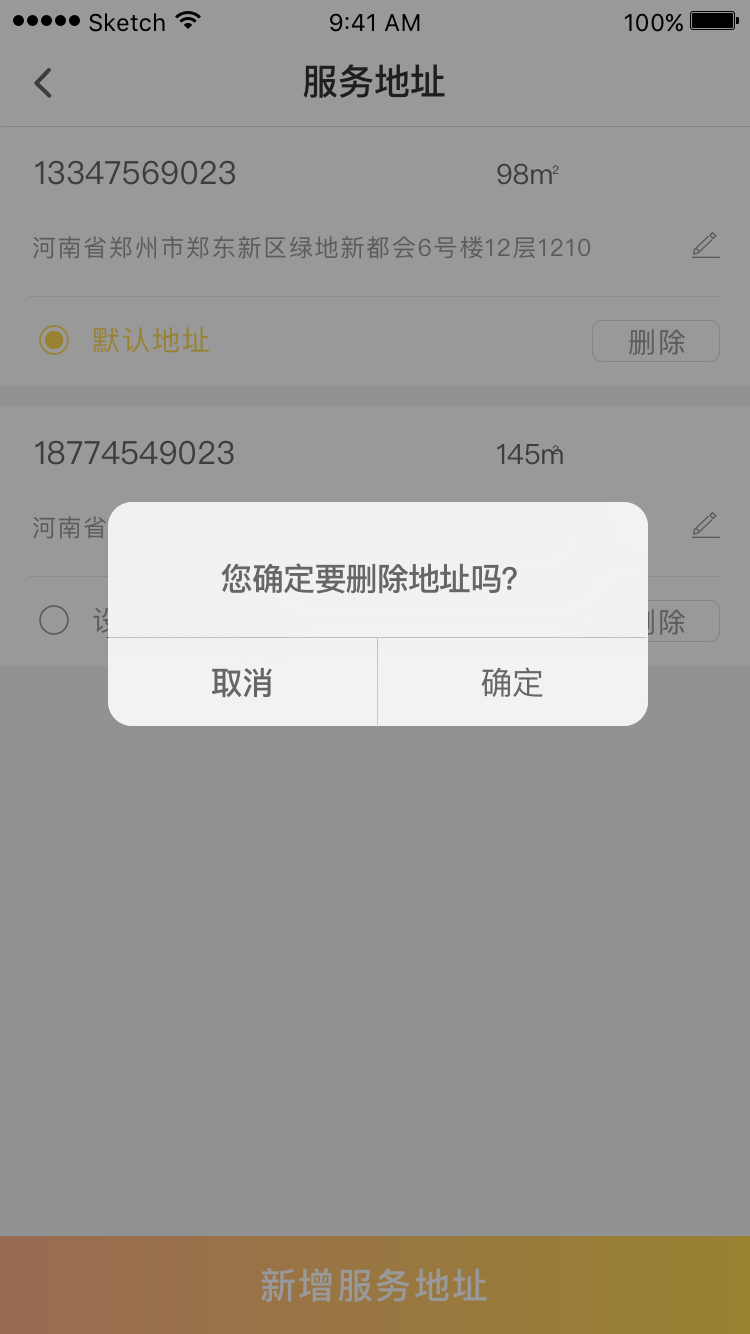 Sketch 9:41 AM 100%
服务地址
13347569023 98m²
河南省郑州市郑东新区绿地新都会6号楼12层1210
默认地址 删除
18774549023 145m²
河南省
您确定要删除地址吗?
除
取消 确定
新增服务地址